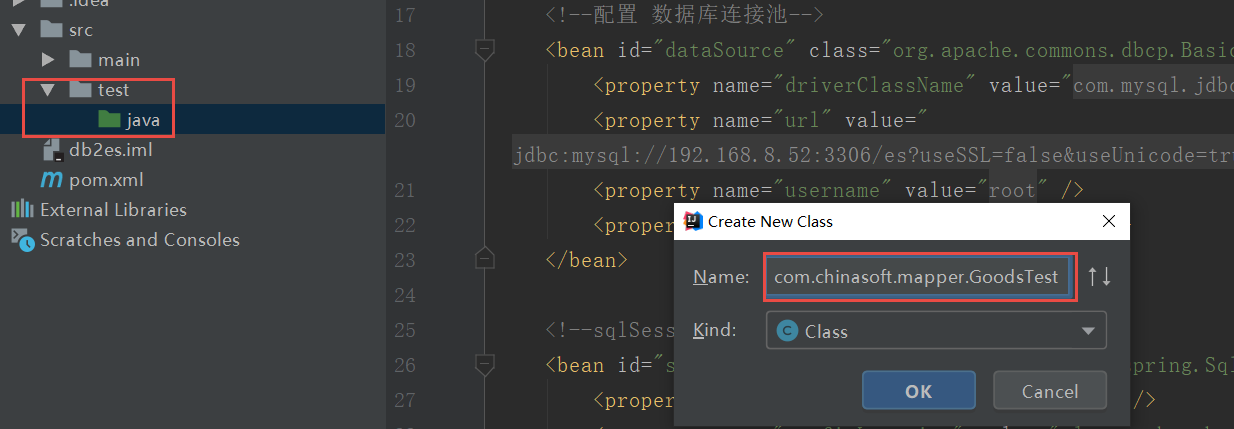 .idea
src
main
test
java
db2es.iml
pom.xml
External Libraries
Scratches and Consoles
17 <!--配置 数据库连接池-->
18 <bean id="dataSource" class="org.apache.commons.dbcp.Basic
19 <property name="driverClassName" value="com.mysql.jdbc
20 <property name="url" value="
jdbc:mysql://192.168.8.52:3306/es?useSSL=false&useUnicode=tru
21 <property name="username" value="root" />
22 <prope
23 </bean>
24
25 <!--sqlSess
26 <bean id="s spring.Sql
27 <proper />
Create New Class
Name: com.chinasoft.mapper.GoodsTest
Kind: Class
OK Cancel